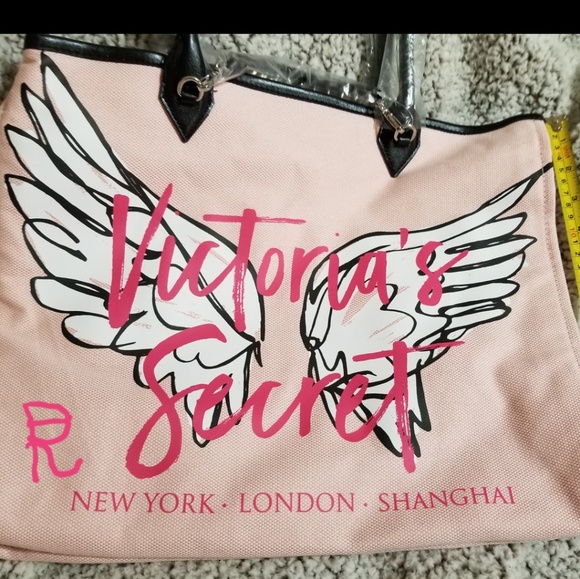 Victoria's
Secret
NEW YORK · LONDON · SHANGHAI